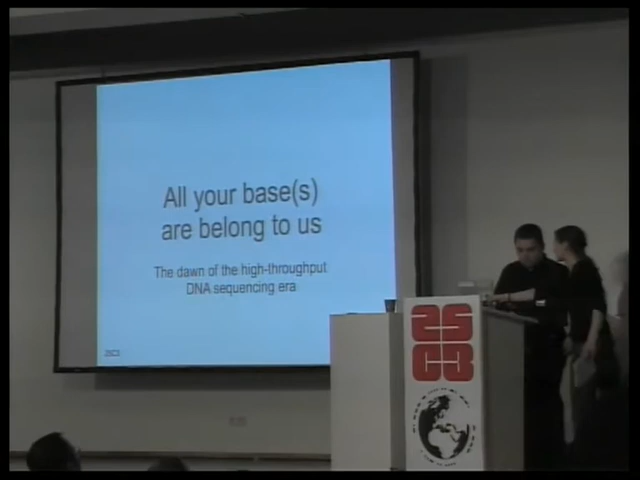 All your base(s)
are belong to us
The dawn of the high-throughput
DNA sequencing era
25C3
25
C3